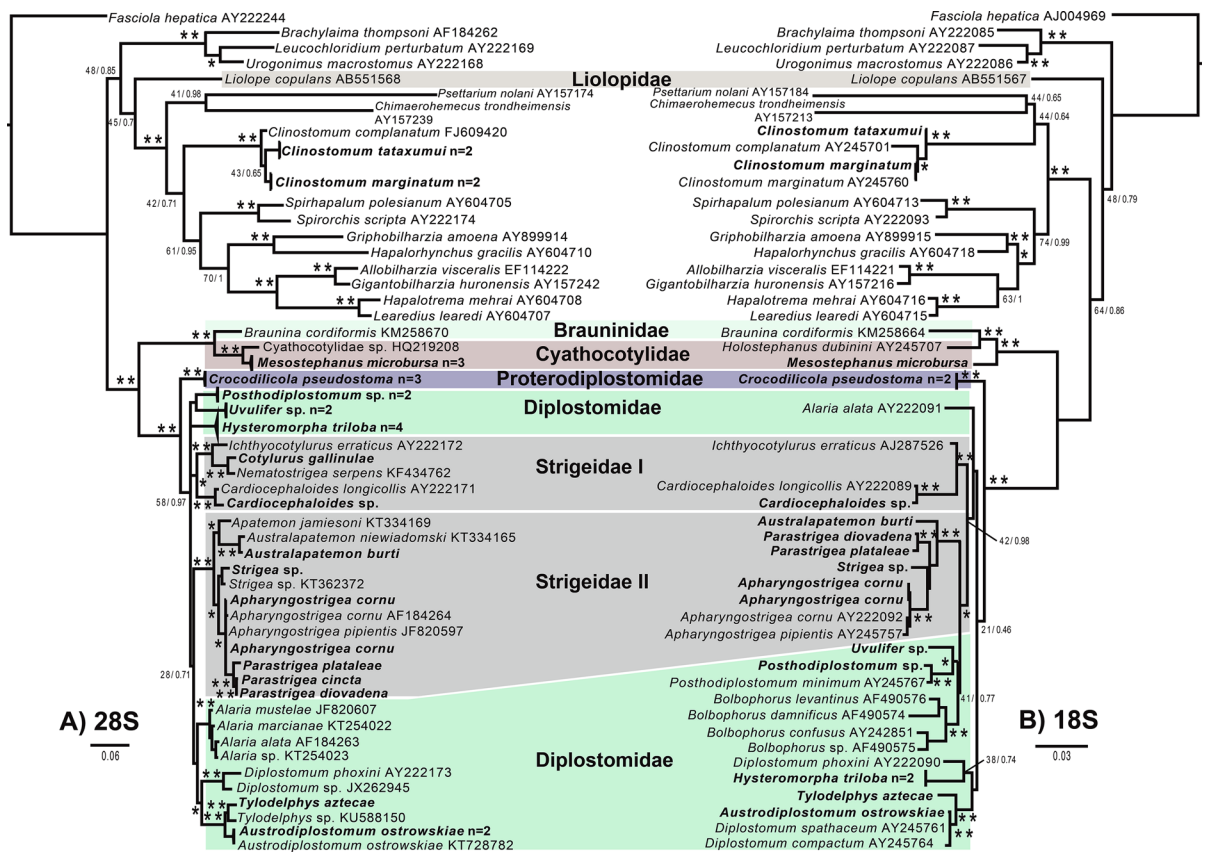 Fasciola hepatica AY222244
Brachylaima thompsoni AF184262
* *
Leucochloridium perturbatum AY222169
*
Urogonimus macrostomus AY222168
48/ 0.85
Liolope copulans AB551568
45/ 0.7
41 / 0.98
Psettarium nolani AY157174
Chimaerohemecus trondheimensis
AY157239
* *
Clinostomum complanatum FJ609420
* *
Clinostomum tataxumui n=2
43/ 0.65
Clinostomum marginatum n=2
42 / 0.71
Spirhapalum polesianum AY604705
* *
Spirorchis scripta AY222174
61 / 0.95
Griphobilharzia amoena AY899914
* *
Hapalorhynchus gracilis AY604710
70 / 1
Allobilharzia visceralis EF114222
* *
Gigantobilharzia huronensis AY157242
* *
Hapalotrema mehrai AY604708
Learedius learedi AY604707
Braunina cordiformis KM258670
* *
Cyathocotylidae sp. HQ219208
* *
Mesostephanus microbursa n=3
* *
Crocodilicola pseudostoma n=3
* *
Posthodiplostomum sp. n=2
Uvulifer sp. n=2
Hysteromorpha triloba n=4
* *
Ichthyocotylurus erraticus AY222172
* *
Cotylurus gallinulae
Nematostrigea serpens KF434762
* *
*
Cardiocephaloides longicollis AY222171
Cardiocephaloides sp.
* *
58 / 0.97
Apatemon jamiesoni KT334169
*
Australapatemon niewiadomski KT334165
Australapatemon burti
* *
* *
Strigea sp.
Strigea sp. KT362372
Apharyngostrigea cornu
*
Apharyngostrigea cornu AF184264
Apharyngostrigea pipientis JF820597
*
Apharyngostrigea cornu
Parastrigea plataleae
28 / 0.71
Parastrigea cincta
* *
Parastrigea diovadena
* *
Alaria mustelae JF820607
* *
Alaria marcianae KT254022
Alaria alata AF184263
Alaria sp. KT254023
Diplostomum phoxini AY222173
* *
Diplostomum sp. JX262945
Tylodelphys aztecae
* *
*
Tylodelphys sp. KU588150
* *
Austrodiplostomum ostrowskiae n=2
Austrodiplostomum ostrowskiae KT728782
A) 28S
0.06
Liolopidae
Brauninidae
Cyathocotylidae
Proterodiplostomidae
Diplostomidae
Strigeidae I
Strigeidae II
Diplostomidae
Fasciola hepatica AJ004969
Brachylaima thompsoni AY222085
* *
Leucochloridium perturbatum AY222087
Urogonimus macrostomus AY222086
* *
Liolope copulans AB551567
Psettarium nolani AY157184
44 / 0.65
Chimaerohemecus trondheimensis
AY157213
44 / 0.64
Clinostomum tataxumui
* *
Clinostomum complanatum AY245701
Clinostomum marginatum
*
Clinostomum marginatum AY245760
* *
48 / 0.79
Spirhapalum polesianum AY604713
* *
Spirorchis scripta AY222093
74 / 0.99
Griphobilharzia amoena AY899915
* *
Hapalorhynchus gracilis AY604718
*
Allobilharzia visceralis EF114221
* *
Gigantobilharzia huronensis AY157216
63 / 1
Hapalotrema mehrai AY604716
* *
Learedius learedi AY604715
64 / 0.86
Braunina cordiformis KM258664
* *
Holostephanus dubinini AY245707
* *
Mesostephanus microbursa
Crocodilicola pseudostoma n=2
* *
Alaria alata AY222091
Ichthyocotylurus erraticus AJ287526
* *
* *
Cardiocephaloides longicollis AY222089
* *
Cardiocephaloides sp.
42 / 0.98
Australapatemon burti
Parastrigea diovadena
* *
Parastrigea plataleae
Strigea sp.
Apharyngostrigea cornu
Apharyngostrigea cornu
Apharyngostrigea cornu AY222092
* *
*
Apharyngostrigea pipientis AY245757
21 / 0.46
Uvulifer sp.
Posthodiplostomum sp.
*
Posthodiplostomum minimum AY245767
* *
Bolbophorus levantinus AF490576
41 / 0.77
Bolbophorus damnificus AF490574
Bolbophorus confusus AY242851
* *
Bolbophorus sp. AF490575
Diplostomum phoxini AY222090
38 / 0.74
Hysteromorpha triloba n=2
Tylodelphys aztecae
*
Austrodiplostomum ostrowskiae
* *
Diplostomum spathaceum AY245761
* *
Diplostomum compactum AY245764
B) 18S
0.03